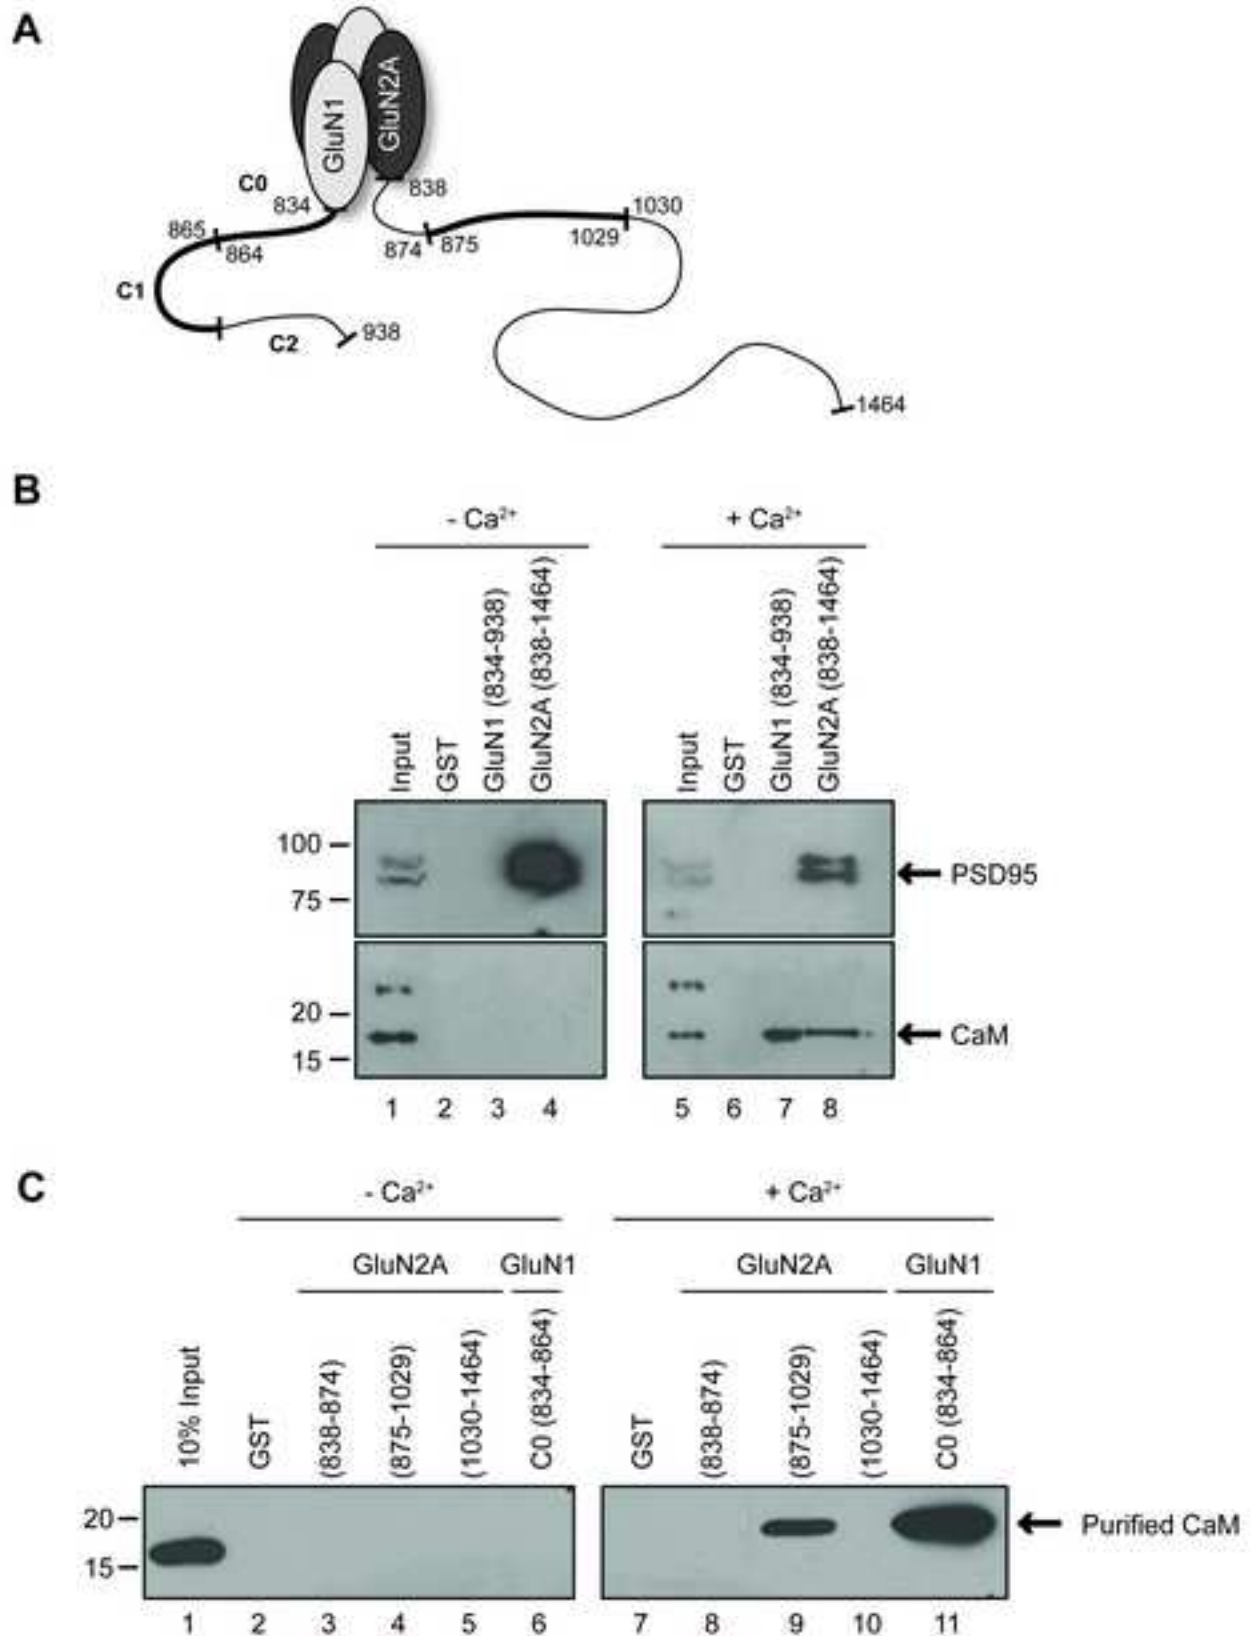 A
GluN1
GluN2A
C0
834
838
865
864
874
875
1029
1030
C1
C2
938
1464
B
- Ca²⁺
+ Ca²⁺
Input
GST
GluN1 (834-938)
GluN2A (838-1464)
Input
GST
GluN1 (834-938)
GluN2A (838-1464)
100
75
PSD95
20
15
CaM
1 2 3 4 5 6 7 8
C
- Ca²⁺
+ Ca²⁺
GluN2A GluN1 GluN2A GluN1
10% Input
GST
(838-874)
(875-1029)
(1030-1464)
C0 (834-864)
GST
(838-874)
(875-1029)
(1030-1464)
C0 (834-864)
20
15
Purified CaM
1 2 3 4 5 6 7 8 9 10 11